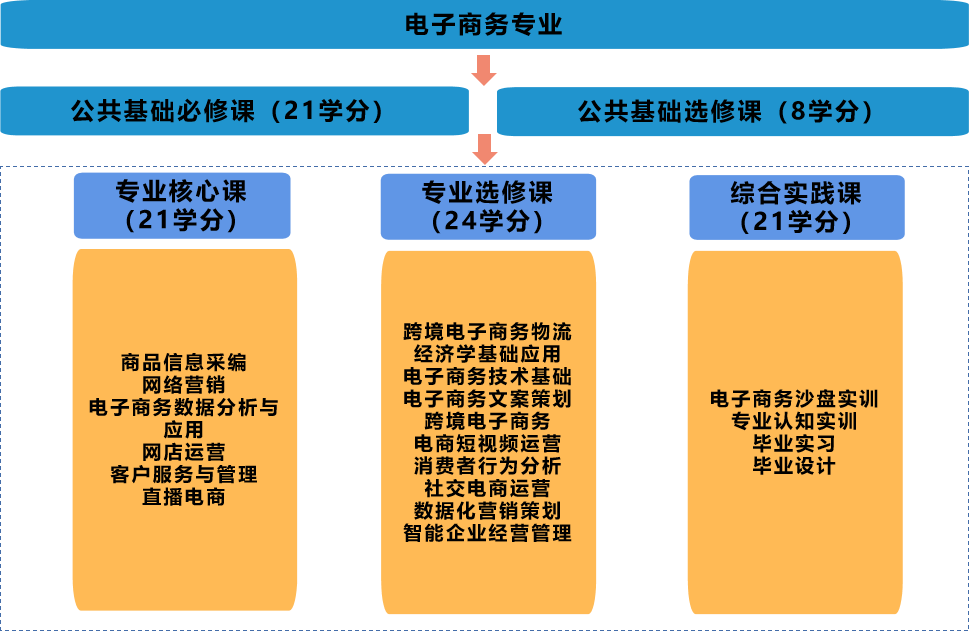 电子商务专业
公共基础必修课（21学分）
公共基础选修课（8学分）
专业核心课
（21学分）
商品信息采编
网络营销
电子商务数据分析与
应用
网店运营
客户服务与管理
直播电商
专业选修课
（24学分）
跨境电子商务物流
经济学基础应用
电子商务技术基础
电子商务文案策划
跨境电子商务
电商短视频运营
消费者行为分析
社交电商运营
数据化营销策划
智能企业经营管理
综合实践课
（21学分）
电子商务沙盘实训
专业认知实训
毕业实习
毕业设计